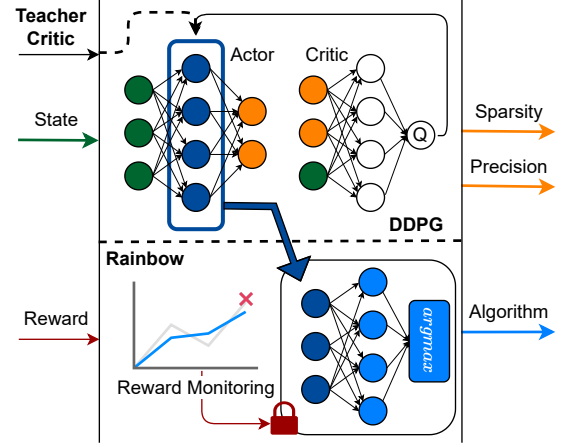 Teacher
Critic
Actor
Critic
State
Sparsity
Q
Precision
DDPG
Rainbow
Reward
Algorithm
argmax
Reward Monitoring